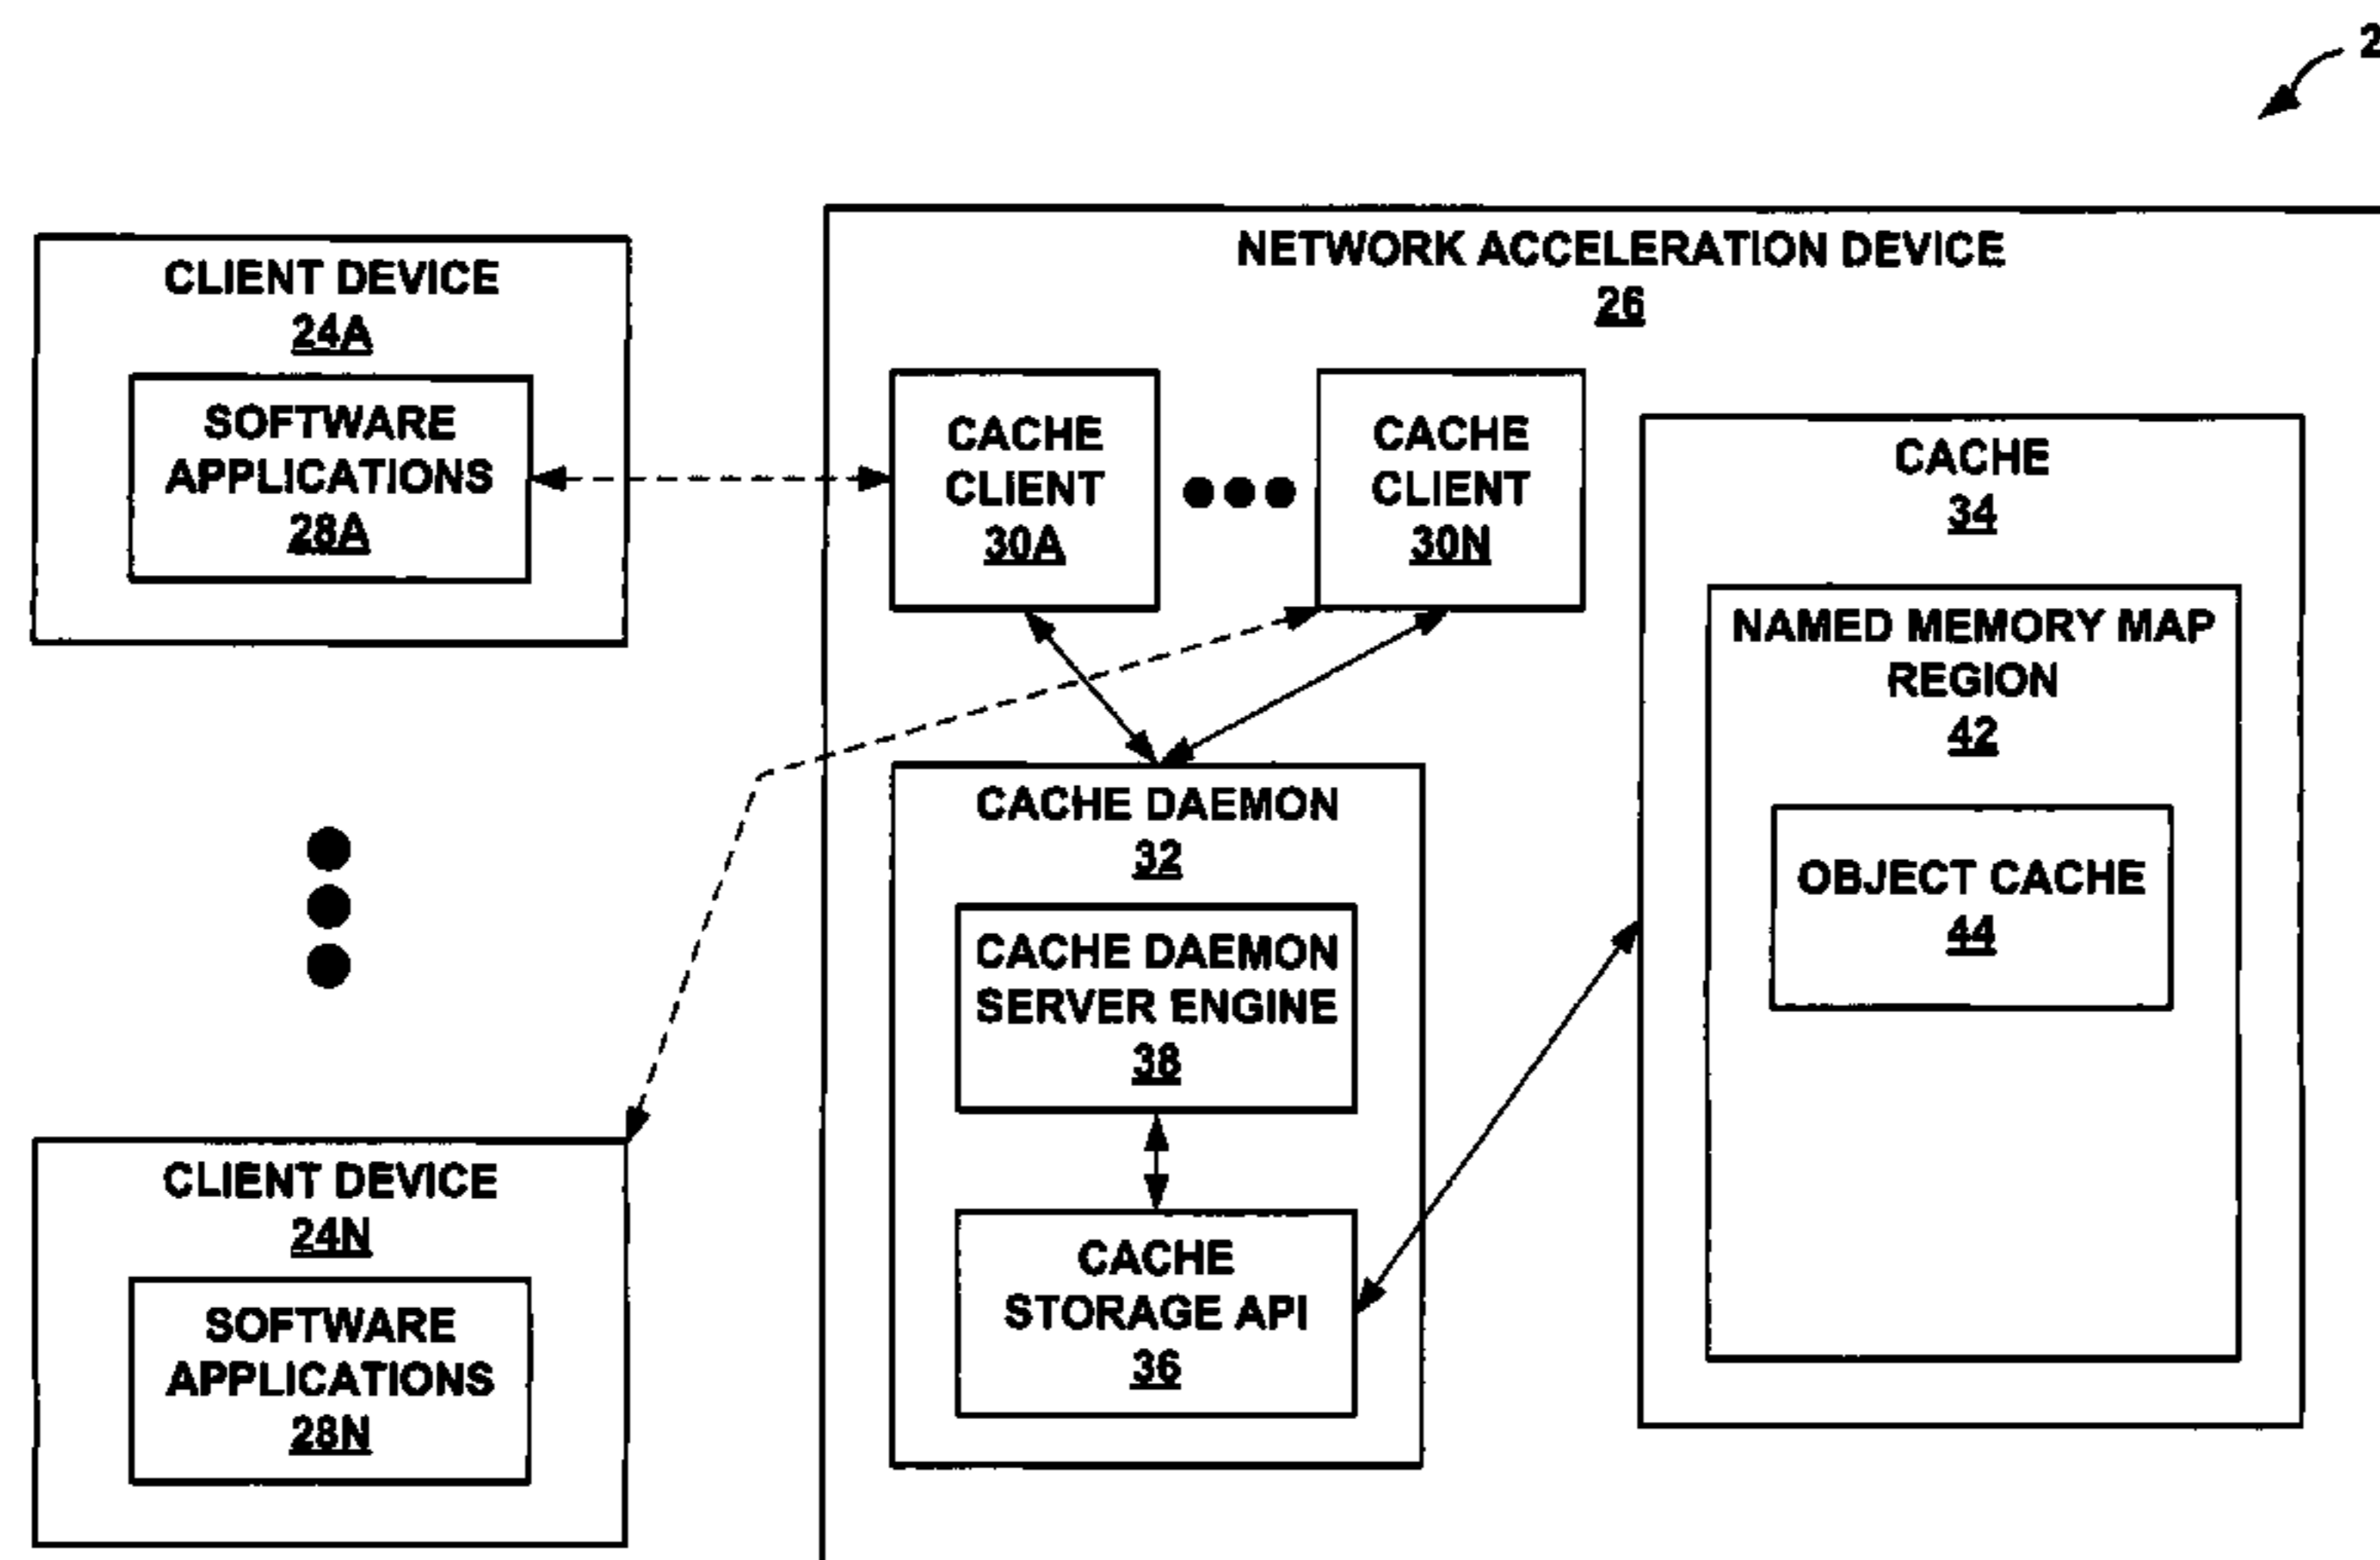 2
CLIENT DEVICE
24A
SOFTWARE
APPLICATIONS
28A
CLIENT DEVICE
24N
SOFTWARE
APPLICATIONS
28N
NETWORK ACCELERATION DEVICE
26
CACHE
CLIENT
30A
CACHE
CLIENT
30N
CACHE DAEMON
32
CACHE DAEMON
SERVER ENGINE
38
CACHE
STORAGE API
36
CACHE
34
NAMED MEMORY MAP
REGION
42
OBJECT CACHE
44